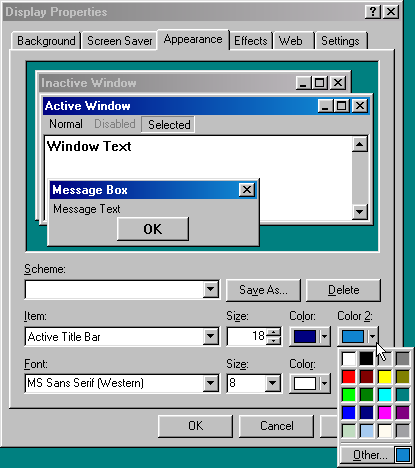 Display Properties
Background Screen Saver Appearance Effects Web Settings
Inactive Window
Active Window
Normal Disabled Selected
Window Text
Message Box
Message Text
OK
Scheme:
Save As... Delete
Item: Size: Color: Color 2:
Active Title Bar 18
Font: Size: Color:
MS Sans Serif (Western) 8
OK Cancel
Other...